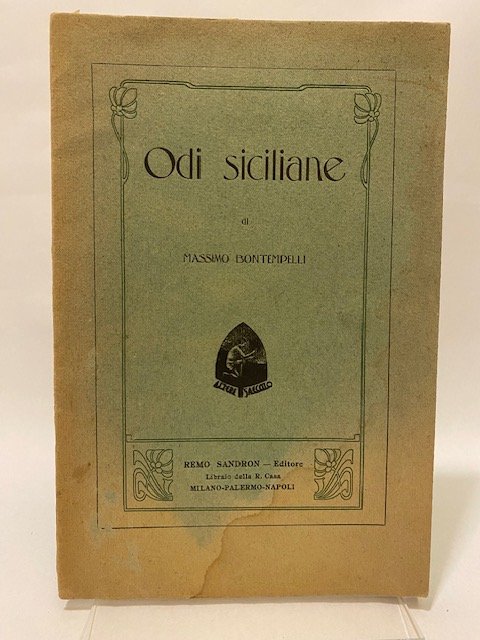 Odi siciliane
di
MASSIMO BONTEMPELLI
REMO SANDRON — Editore
Libraio della R. Casa
MILANO-PALERMO-NAPOLI